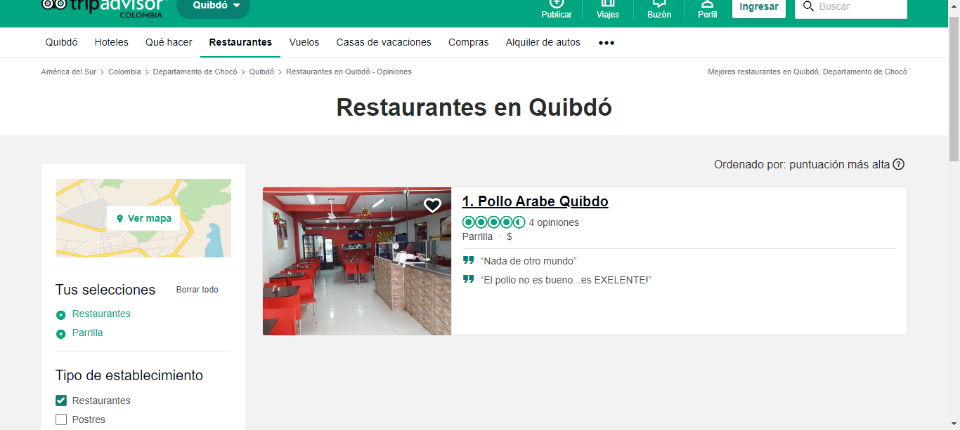 tripadvisor
COLOMBIA
Quibdó
Publicar
Viajes
Buzón
Perfil
Ingresar
Buscar
Quibdó Hoteles Qué hacer Restaurantes Vuelos Casas de vacaciones Compras Alquiler de autos •••
América del Sur > Colombia > Departamento de Chocó > Quibdó > Restaurantes en Quibdó - Opiniones
Mejores restaurantes en Quibdó, Departamento de Chocó
Restaurantes en Quibdó
Ordenado por: puntuación más alta ?
Ver mapa
Tus selecciones Borrar todo
Restaurantes
Parrilla
Tipo de establecimiento
Restaurantes
Postres
1. Pollo Arabe Quibdo
4 opiniones
Parrilla · $
“Nada de otro mundo”
“El pollo no es bueno...es EXELENTE!”